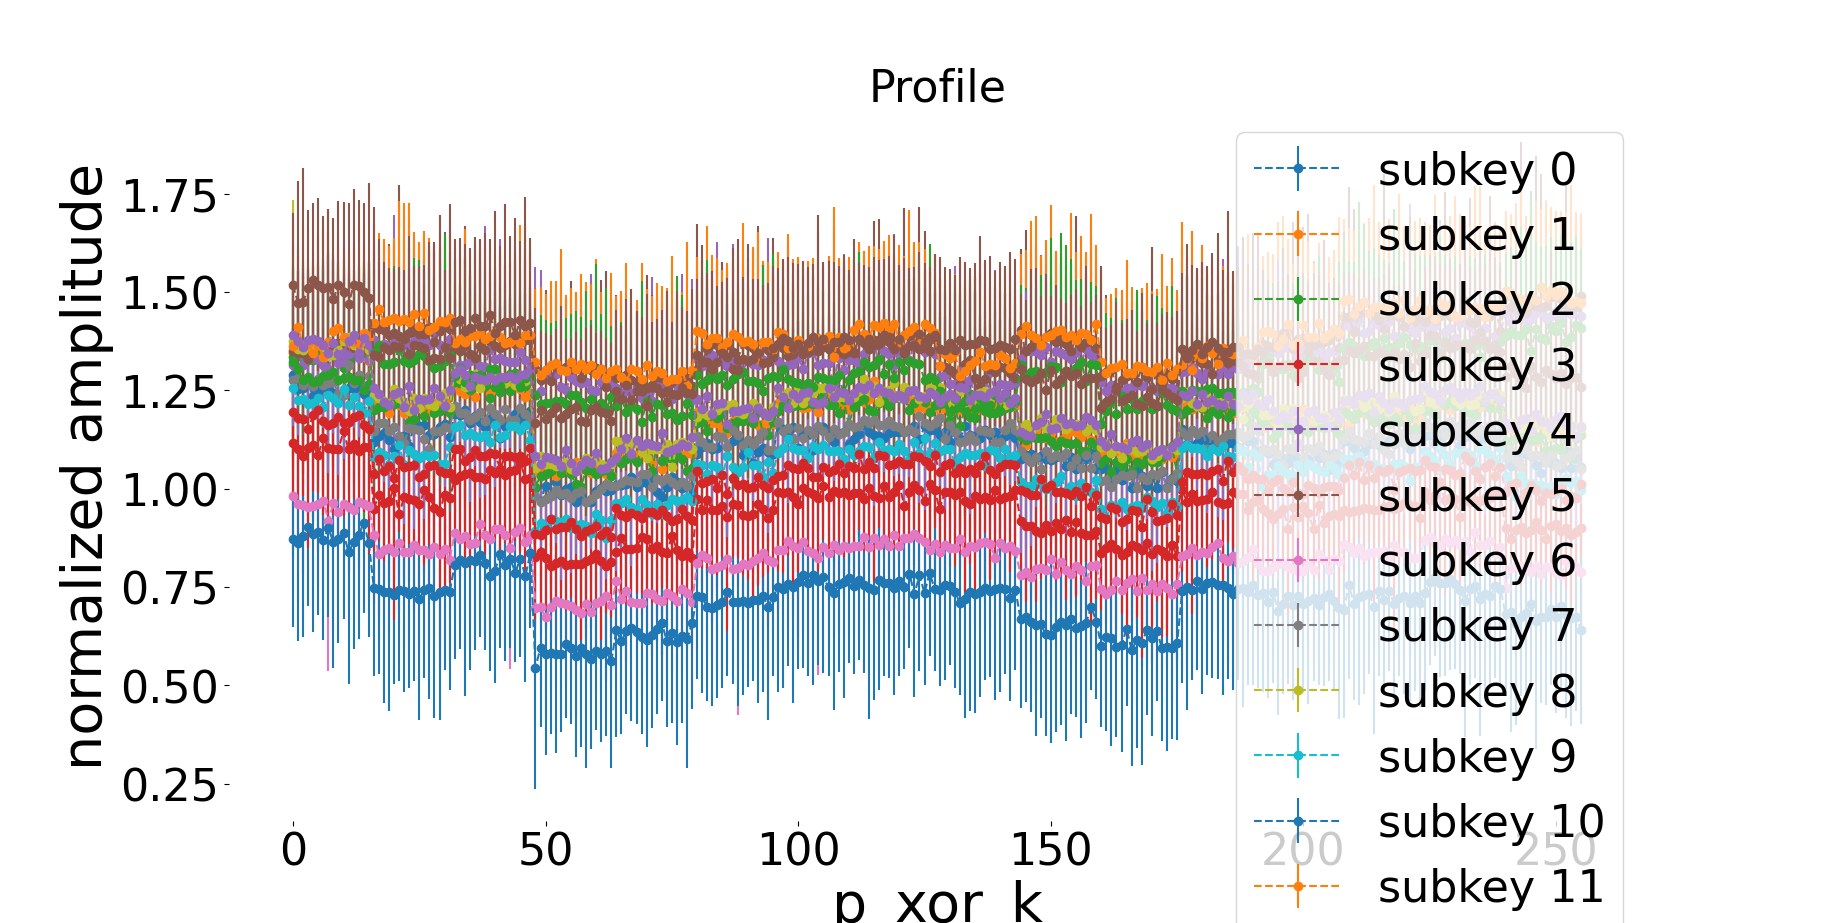 Profile
normalized amplitude
1.75
1.50
1.25
1.00
0.75
0.50
0.25
0 50 100 150 200 250
p_xor_k
subkey 0
subkey 1
subkey 2
subkey 3
subkey 4
subkey 5
subkey 6
subkey 7
subkey 8
subkey 9
subkey 10
subkey 11